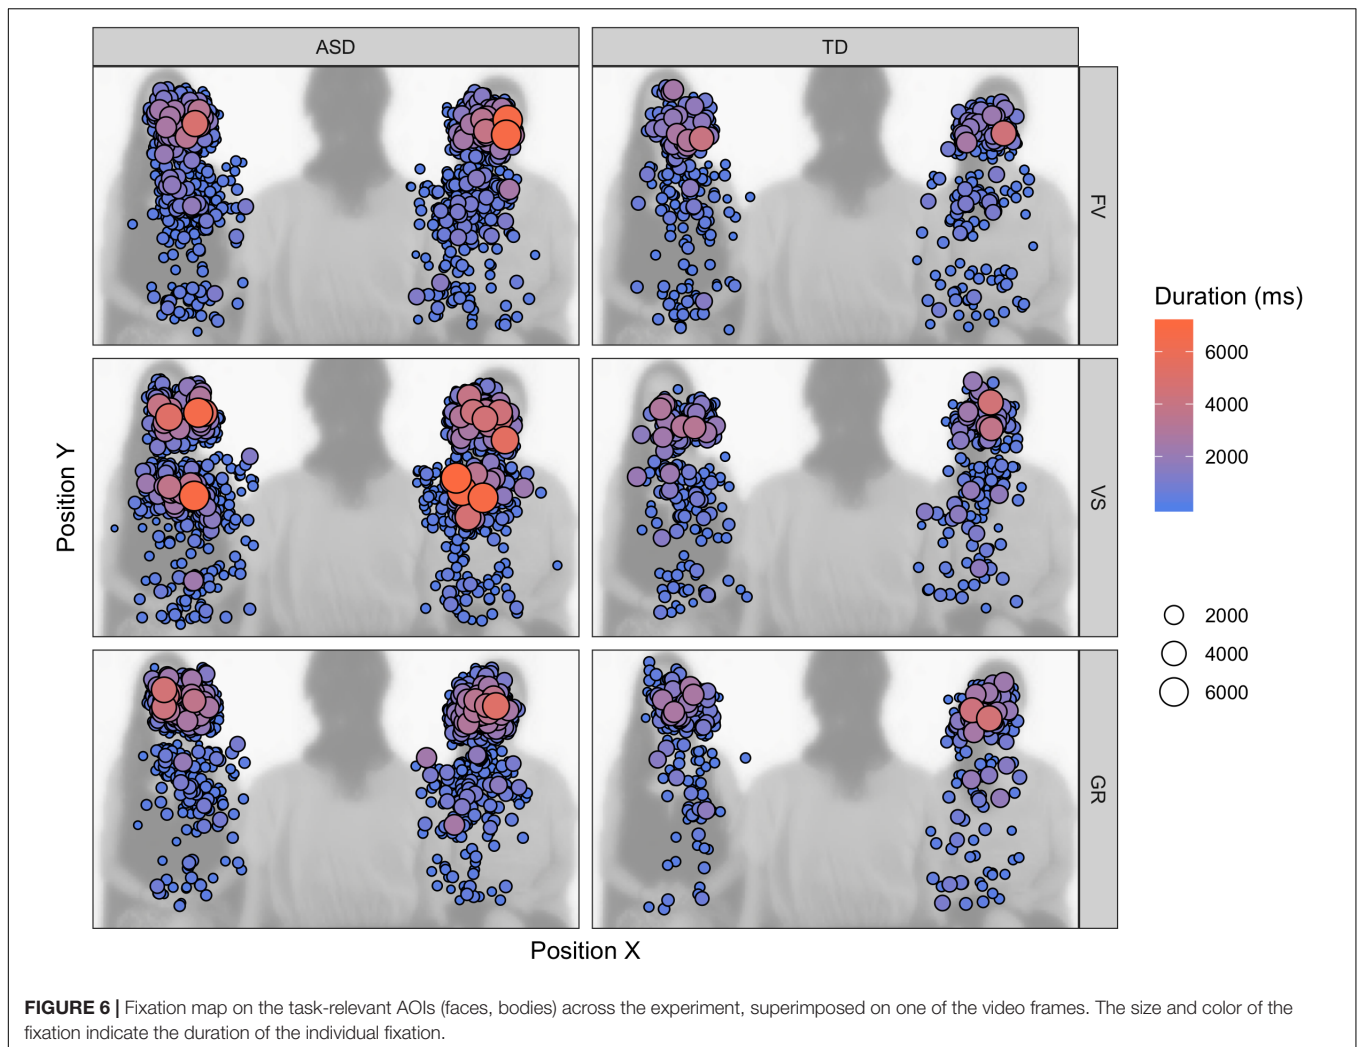 ASD
TD
FV
VS
GR
Position Y
Position X
Duration (ms)
6000
4000
2000
2000
4000
6000
FIGURE 6 | Fixation map on the task-relevant AOIs (faces, bodies) across the experiment, superimposed on one of the video frames. The size and color of the
fixation indicate the duration of the individual fixation.